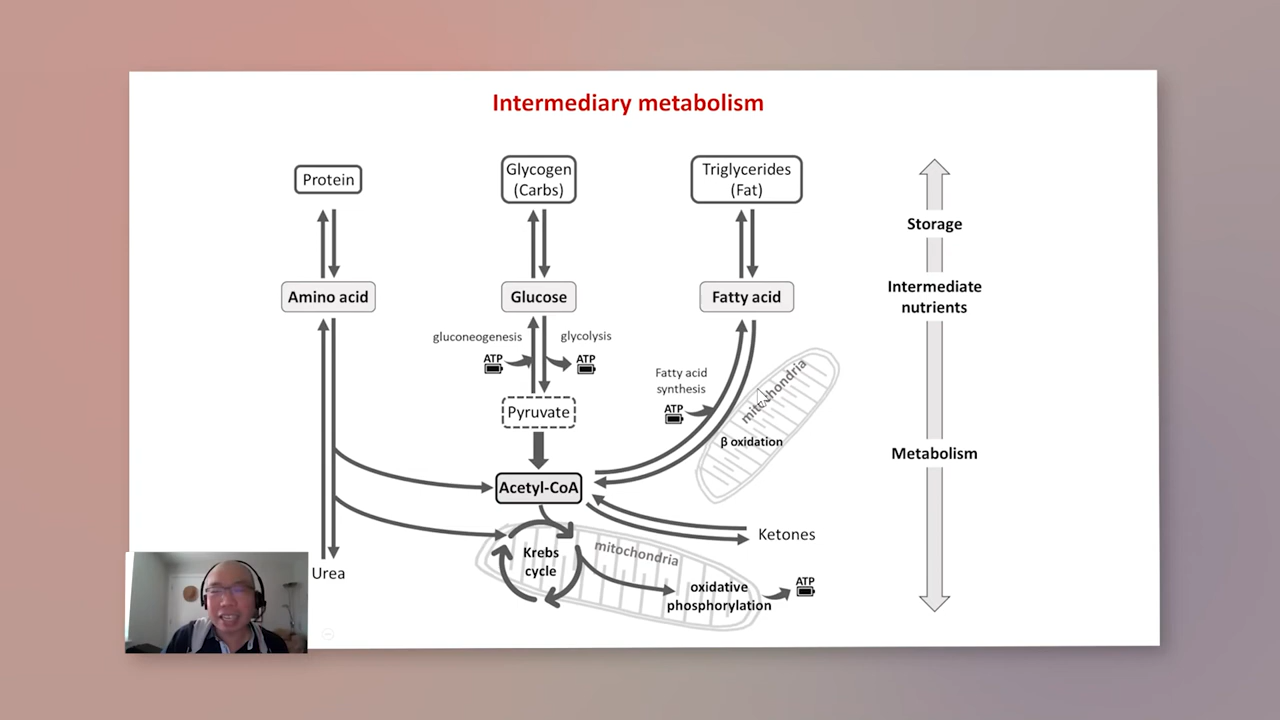 Intermediary metabolism
Protein
Glycogen
(Carbs)
Triglycerides
(Fat)
Storage
Amino acid
Glucose
Fatty acid
Intermediate
nutrients
gluconeogenesis
glycolysis
ATP
ATP
Fatty acid
synthesis
ATP
mitochondria
Pyruvate
β oxidation
Metabolism
Acetyl-CoA
Ketones
Krebs
cycle
mitochondria
Urea
oxidative
phosphorylation
ATP